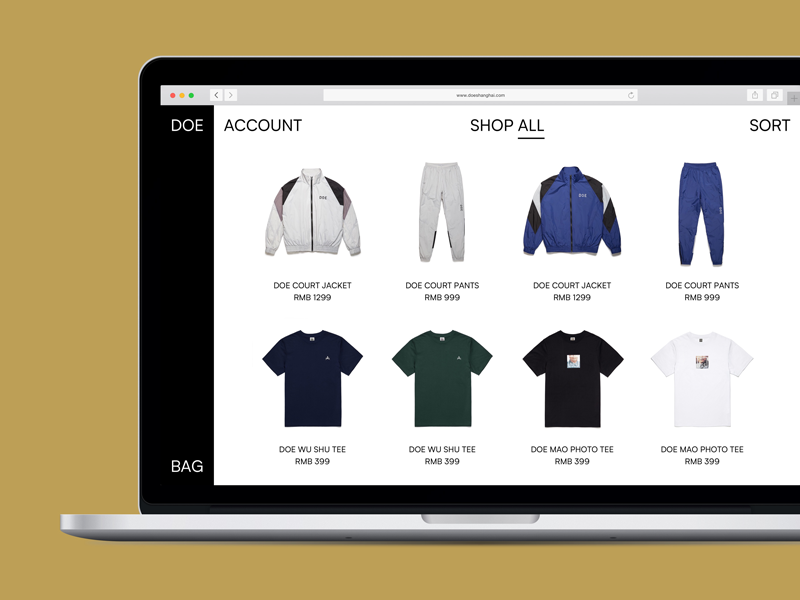 www.doeshanghai.com
DOE
ACCOUNT
SHOP ALL
SORT
DOE
DOE
DOE COURT JACKET
RMB 1299
DOE COURT PANTS
RMB 999
DOE COURT JACKET
RMB 1299
DOE COURT PANTS
RMB 999
DOE WU SHU TEE
RMB 399
DOE WU SHU TEE
RMB 399
DOE MAO PHOTO TEE
RMB 399
DOE MAO PHOTO TEE
RMB 399
BAG